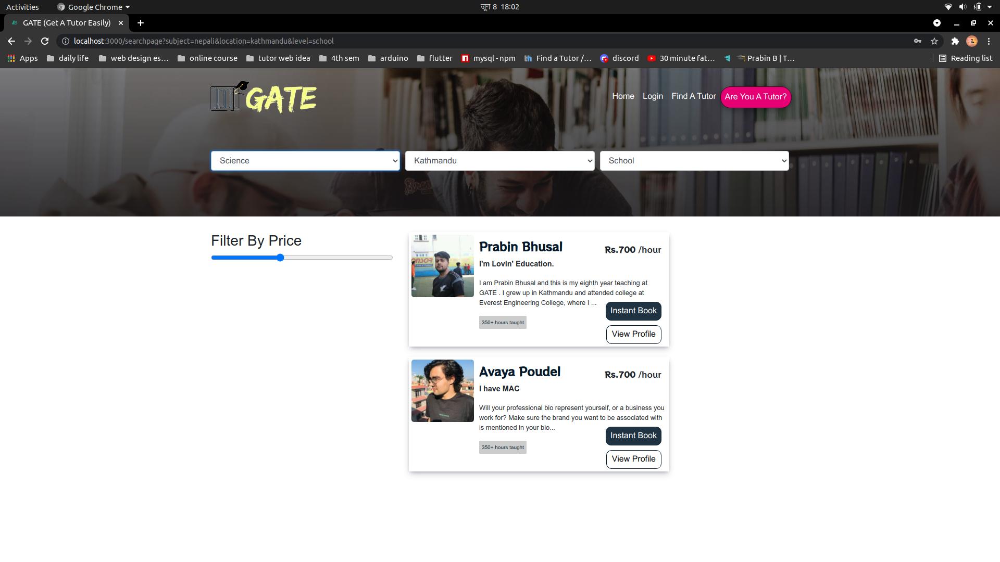 Activities
Google Chrome
जून 8 18:02
GATE (Get A Tutor Easily)
localhost:3000/searchpage?subject=nepali&location=kathmandu&level=school
Apps
daily life
web design es...
online course
tutor web idea
4th sem
arduino
flutter
mysql - npm
Find a Tutor /...
discord
30 minute fat...
Prabin B | T...
Reading list
GATE
Home
Login
Find A Tutor
Are You A Tutor?
Science
Kathmandu
School
Filter By Price
Prabin Bhusal
Rs.700 /hour
I'm Lovin' Education.
I am Prabin Bhusal and this is my eighth year teaching at
GATE . I grew up in Kathmandu and attended college at
Everest Engineering College, where I ...
Instant Book
350+ hours taught
View Profile
Avaya Poudel
Rs.700 /hour
I have MAC
Will your professional bio represent yourself, or a business you
work for? Make sure the brand you want to be associated with
is mentioned in your bio...
Instant Book
350+ hours taught
View Profile